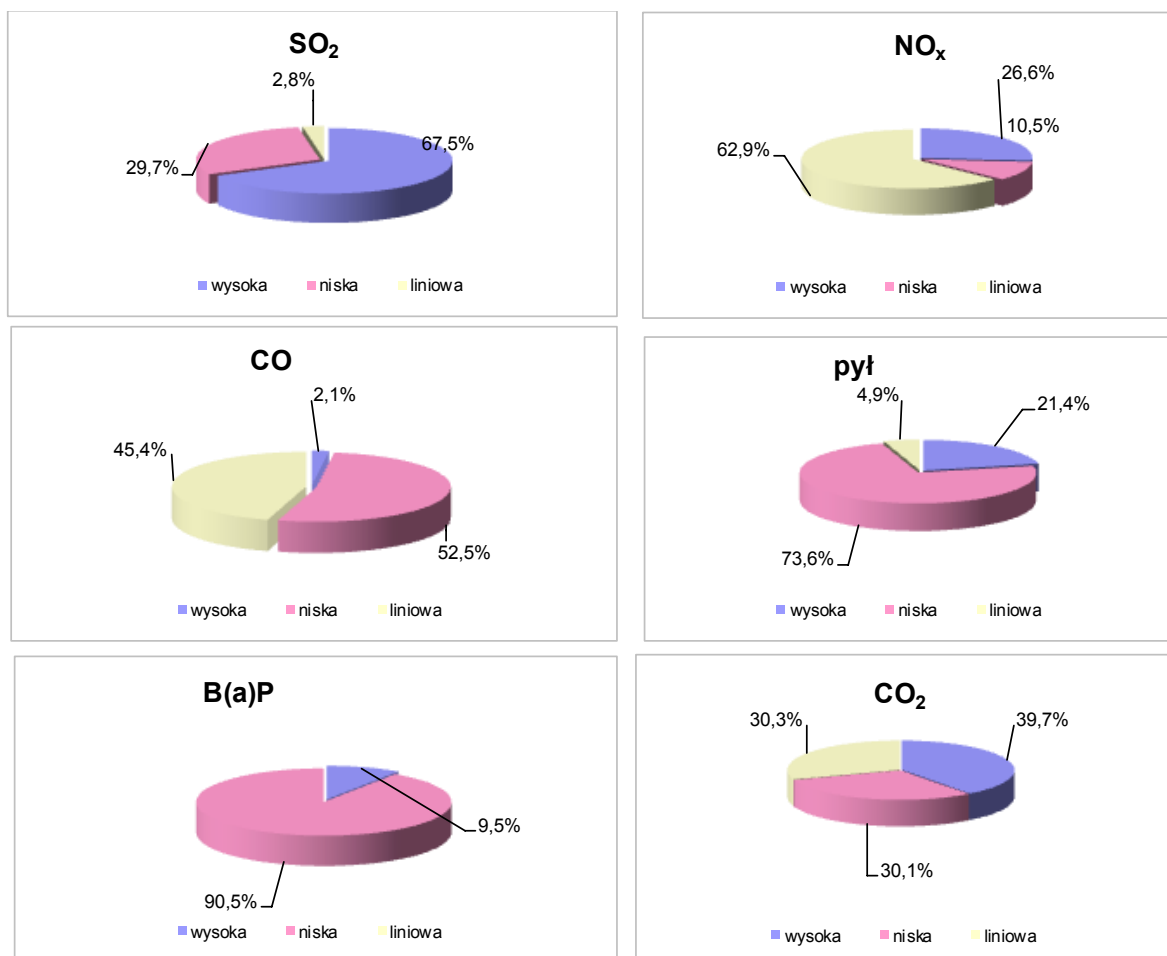 SO₂
2,8%
67,5%
29,7%
wysoka niska liniowa
NOₓ
26,6%
10,5%
62,9%
wysoka niska liniowa
CO
2,1%
45,4%
52,5%
wysoka niska liniowa
pył
4,9%
21,4%
73,6%
wysoka niska liniowa
B(a)P
9,5%
90,5%
wysoka niska liniowa
CO₂
30,3%
39,7%
30,1%
wysoka niska liniowa